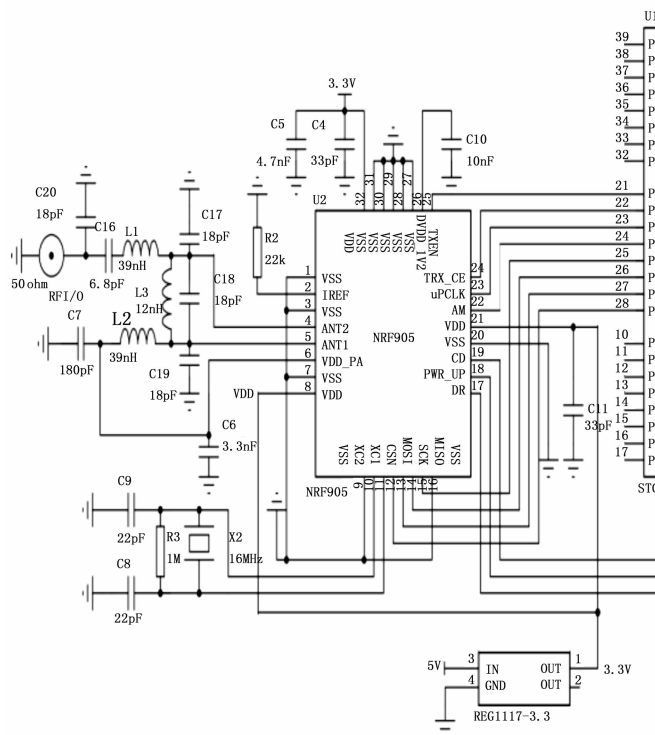 U1
39 P
38 P
37 P
36 P
35 P
34 P
33 P
32 P
3.3V
C5
C4
C10
4.7nF
33pF
10nF
32
31
30
29
28
27
26
25
21 P
22 P
23 P
24 P
25 P
26 P
27 P
28 P
U2
VDD
VSS
VSS
VSS
VSS
VSS
DVDD_1V2
TXEN
C20
18pF
C16
6.8pF
L1
39nH
C17
18pF
R2
22k
50ohm
RFI/O
L3
12nH
C18
18pF
C7
180pF
L2
39nH
C19
18pF
1 VSS
2 IREF
3 VSS
4 ANT2
5 ANT1
6 VDD_PA
7 VSS
VDD 8 VDD
NRF905
TRX_CE 24
uPCLK 23
AM 22
VDD 21
VSS 20
CD 19
PWR_UP 18
DR 17
10 P
11 P
12 P
13 P
14 P
15 P
16 P
17 P
C11
33pF
C6
3.3nF
VSS
XC2
XC1
CSN
MOSI
SCK
MISO
VSS
NRF905
9
10
11
12
13
14
15
16
STC
C9
22pF
R3
1M
X2
16MHz
C8
22pF
5V 3 IN OUT 1 3.3V
4 GND OUT 2
REG1117-3.3